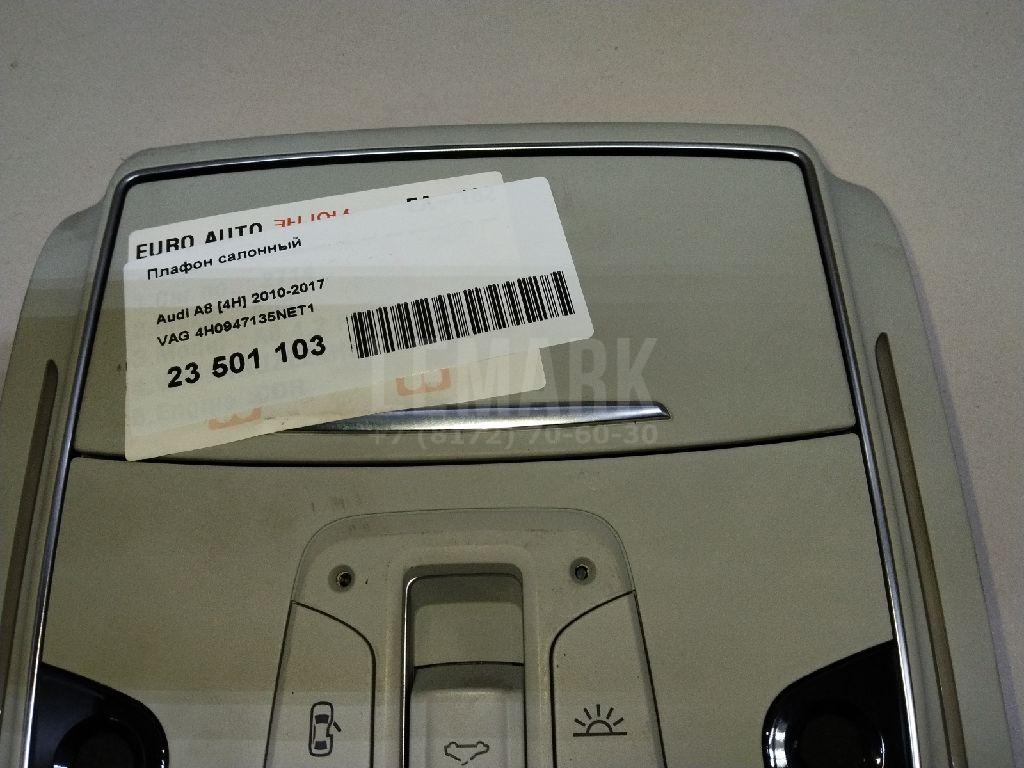 EURO AUTO
Плафон салонный
Audi A8 [4H] 2010-2017
VAG 4H0947135NET1
23 501 103
LEMARK
+7 (8172) 70-60-30